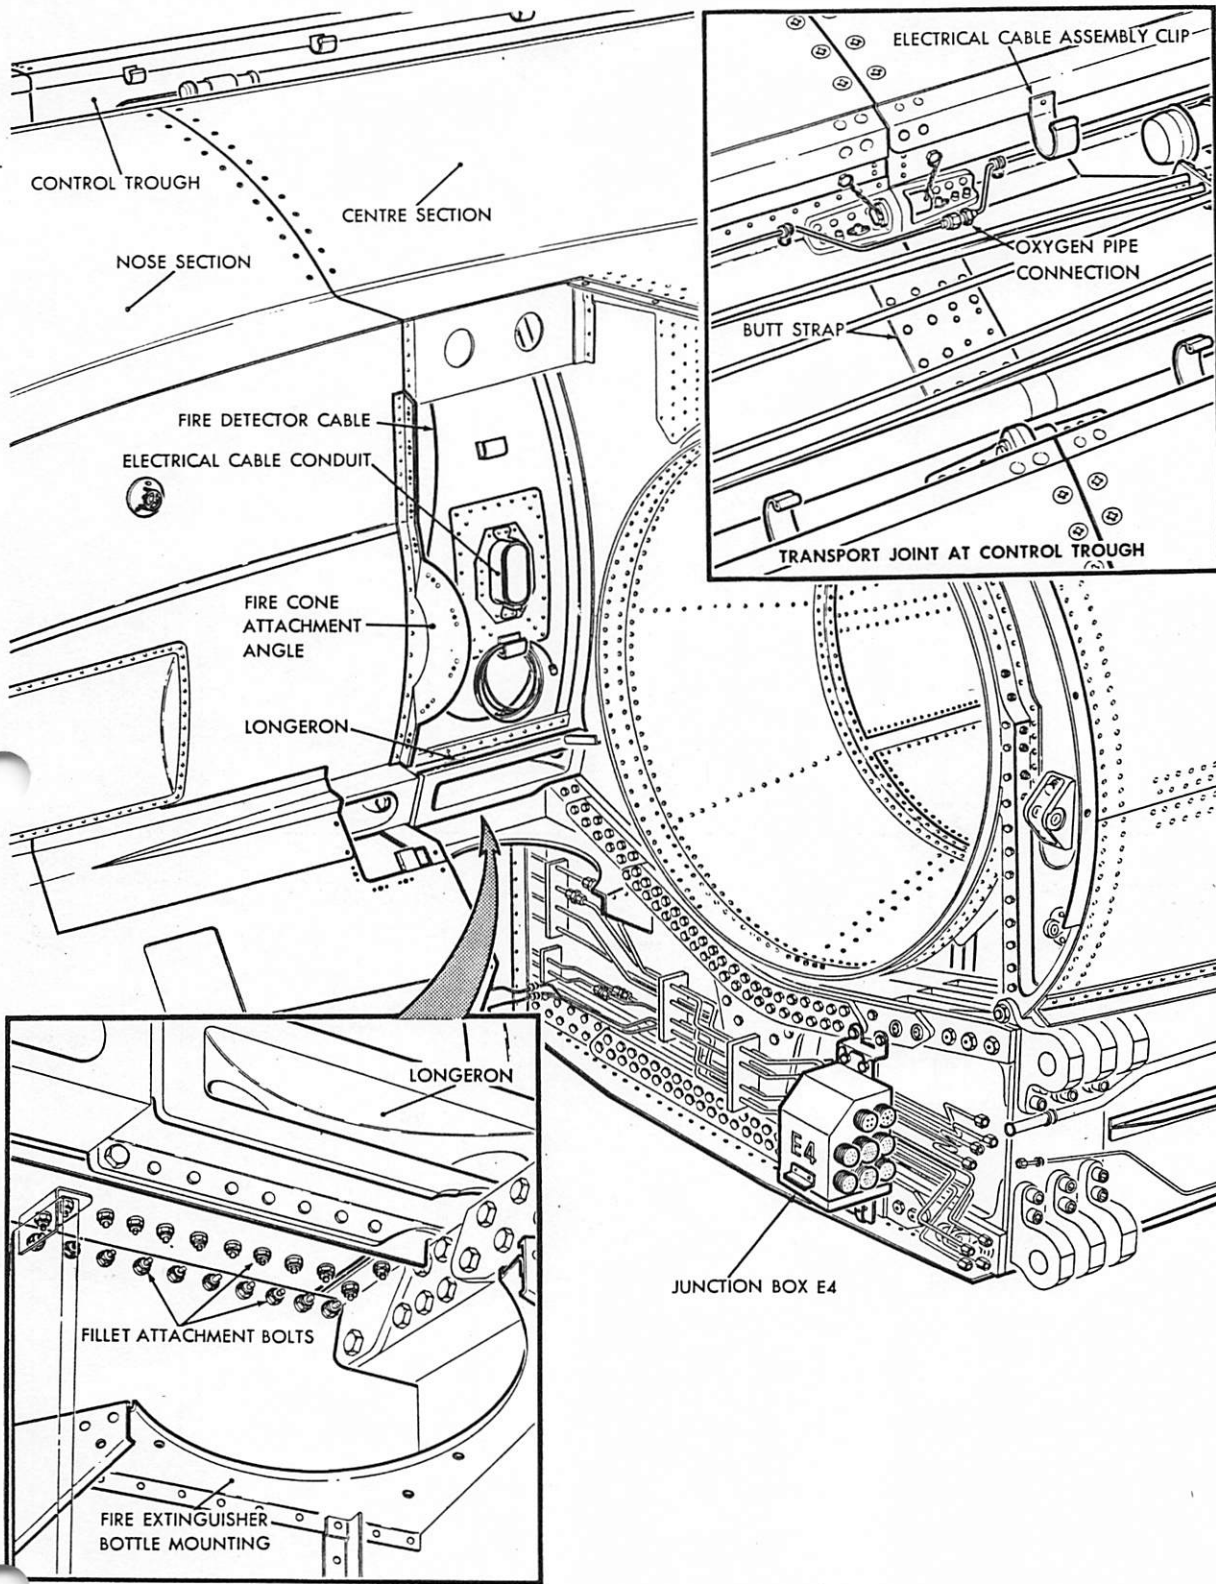 ELECTRICAL CABLE ASSEMBLY CLIP
CONTROL TROUGH
CENTRE SECTION
NOSE SECTION
OXYGEN PIPE
CONNECTION
BUTT STRAP
FIRE DETECTOR CABLE
ELECTRICAL CABLE CONDUIT
TRANSPORT JOINT AT CONTROL TROUGH
FIRE CONE
ATTACHMENT
ANGLE
LONGERON
LONGERON
E4
JUNCTION BOX E4
FILLET ATTACHMENT BOLTS
FIRE EXTINGUISHER
BOTTLE MOUNTING